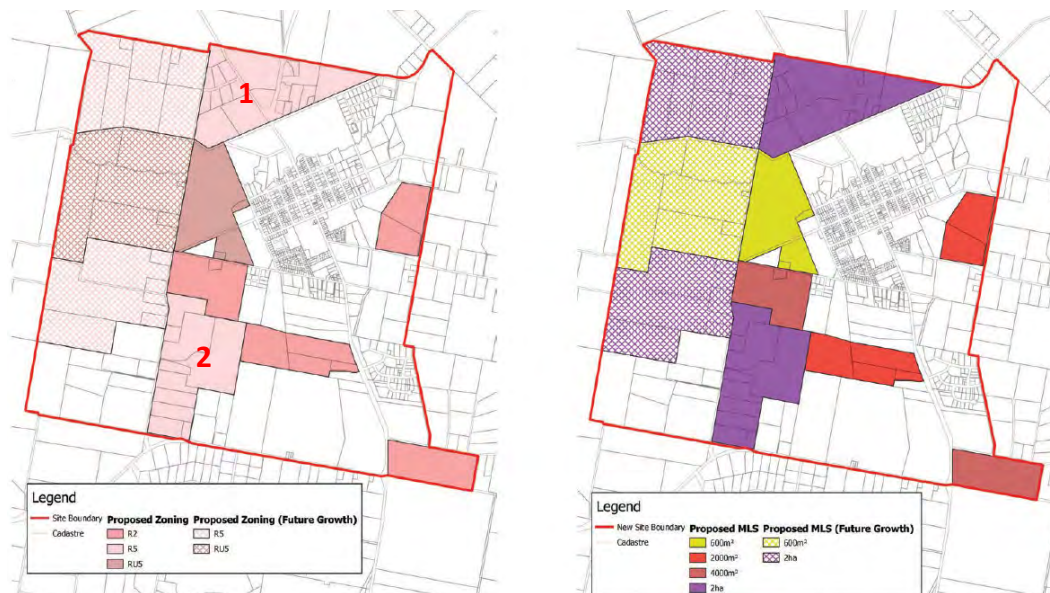 1
2
Legend
Site Boundary Proposed Zoning Proposed Zoning (Future Growth)
Cadastre R2 R5
R5 RU5
RU5
Legend
New Site Boundary Proposed MLS Proposed MLS (Future Growth)
Cadastre 600m² 600m²
2000m² 2ha
4000m²
2ha